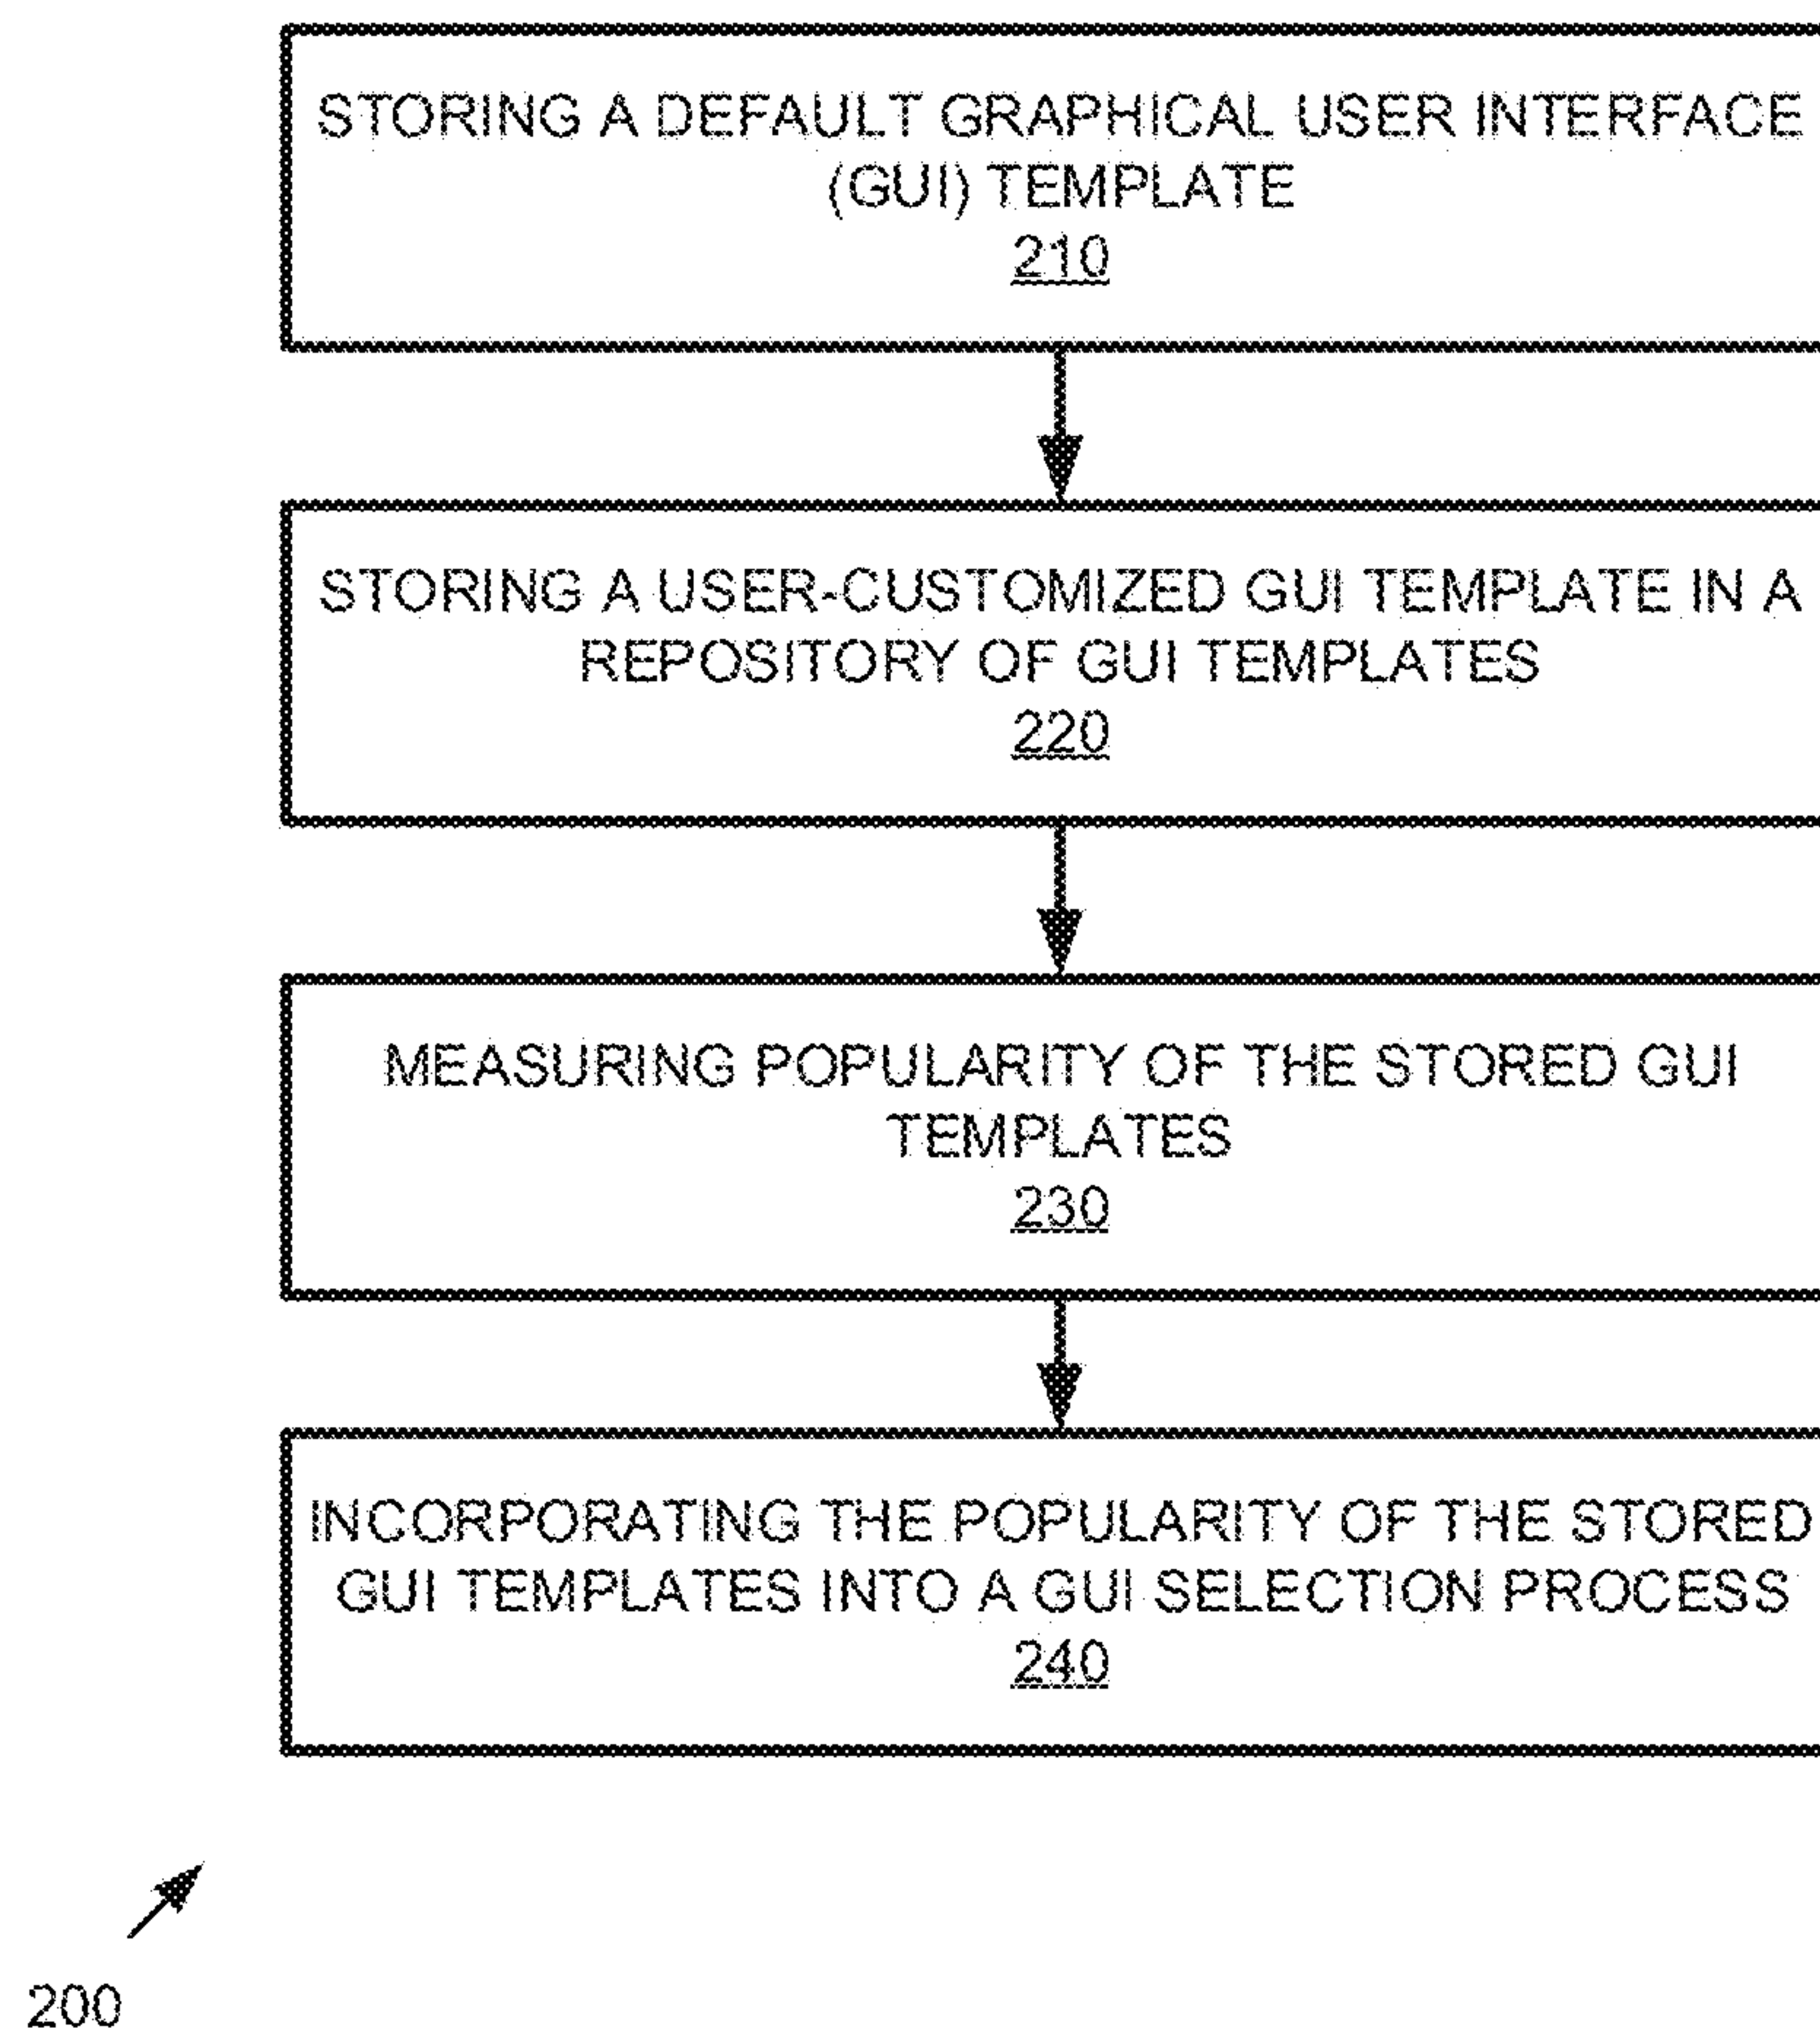 STORING A DEFAULT GRAPHICAL USER INTERFACE
(GUI) TEMPLATE
210
STORING A USER-CUSTOMIZED GUI TEMPLATE IN A
REPOSITORY OF GUI TEMPLATES
220
MEASURING POPULARITY OF THE STORED GUI
TEMPLATES
230
INCORPORATING THE POPULARITY OF THE STORED
GUI TEMPLATES INTO A GUI SELECTION PROCESS
240
200